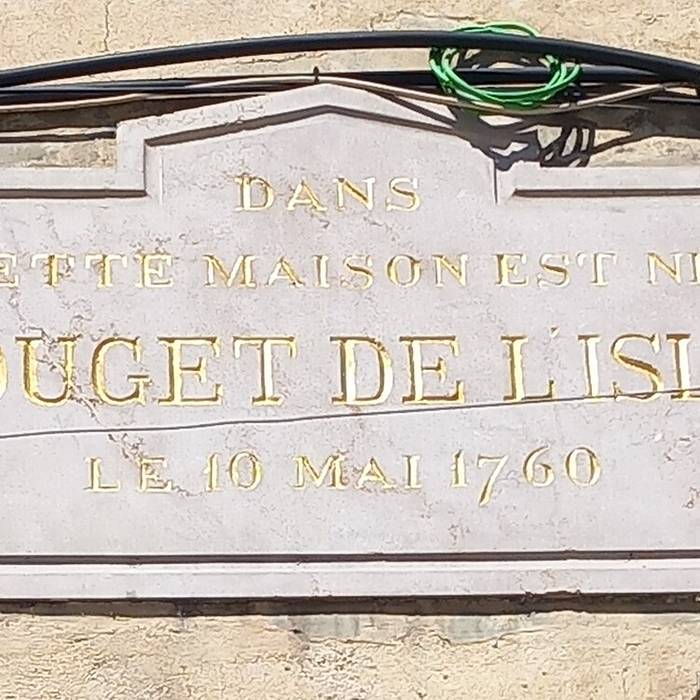 DANS
ETTE MAISON EST N
OUGET DE L'ISL
LE 10 MAI 1760